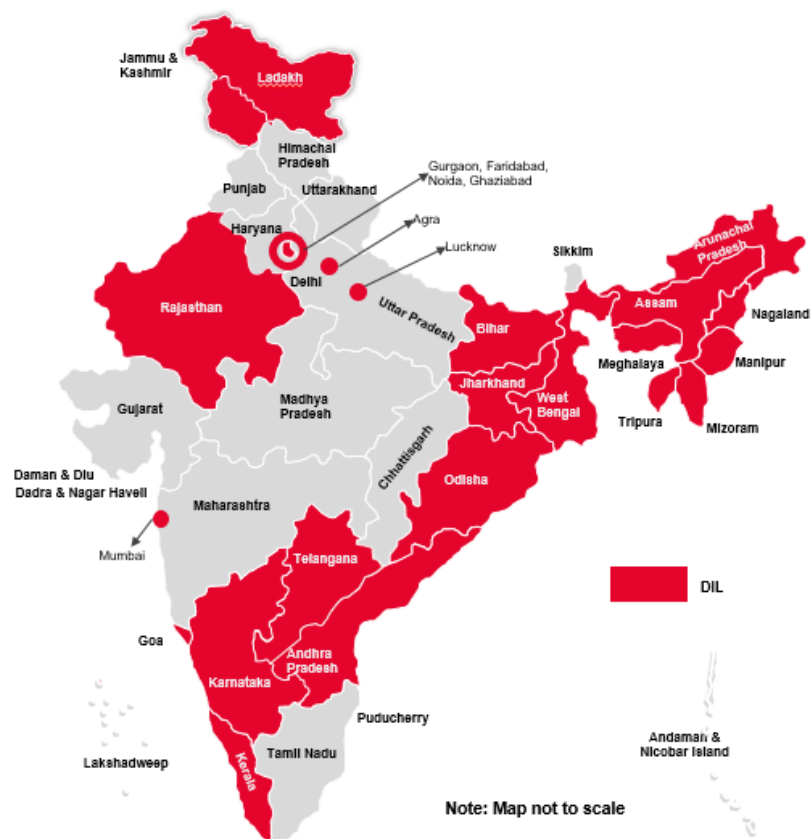 Jammu &
Kashmir
Ladakh
Himachal
Pradesh
Punjab
Uttarakhand
Gurgaon, Faridabad,
Noida, Ghaziabad
Haryana
Agra
Delhi
Lucknow
Rajasthan
Uttar Pradesh
Sikkim
Arunachal
Pradesh
Assam
Nagaland
Bihar
Meghalaya
Manipur
Jharkhand
West
Bengal
Tripura
Mizoram
Gujarat
Madhya
Pradesh
Chhattisgarh
Odisha
Daman & Diu
Dadra & Nagar Haveli
Maharashtra
Mumbai
Telangana
DIL
Goa
Andhra
Pradesh
Karnataka
Puducherry
Lakshadweep
Kerala
Tamil Nadu
Andaman &
Nicobar Island
Note: Map not to scale